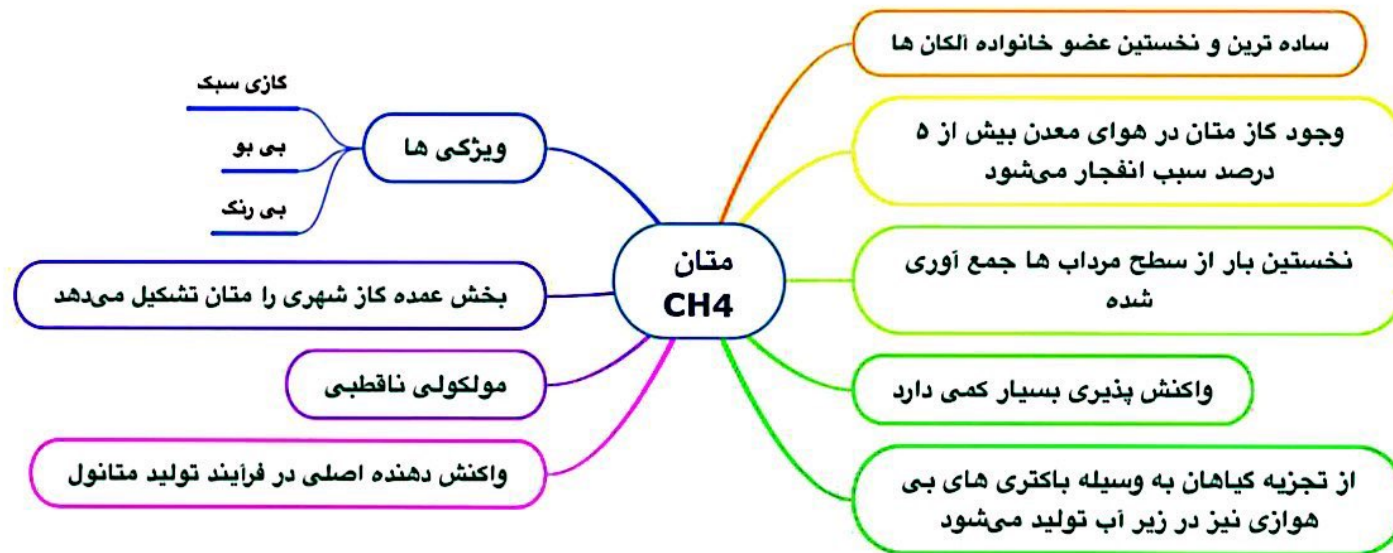 متان
CH4
ساده ترین و نخستین عضو خانواده آلکان ها
وجود گاز متان در هوای معدن بیش از ۵
درصد سبب انفجار می‌شود
نخستین بار از سطح مرداب ها جمع آوری
شده
واکنش پذیری بسیار کمی دارد
از تجزیه گیاهان به وسیله باکتری های بی
هوازی نیز در زیر آب تولید می‌شود
ویژگی ها
گازی سبک
بی بو
بی رنگ
بخش عمده گاز شهری را متان تشکیل می‌دهد
مولکولی ناقطبی
واکنش دهنده اصلی در فرآیند تولید متانول